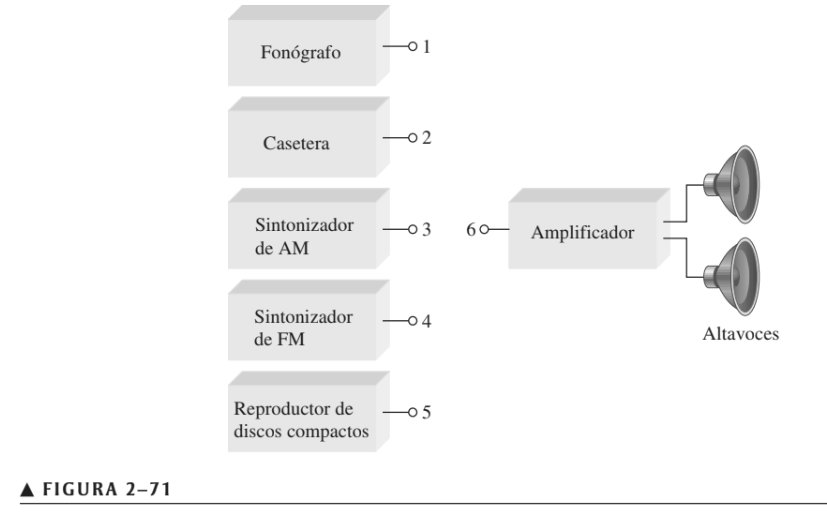 Fonógrafo
1
Casetera
2
Sintonizador
de AM
3
6
Amplificador
Sintonizador
de FM
4
Altavoces
Reproductor de
discos compactos
5
▲ FIGURA 2–71